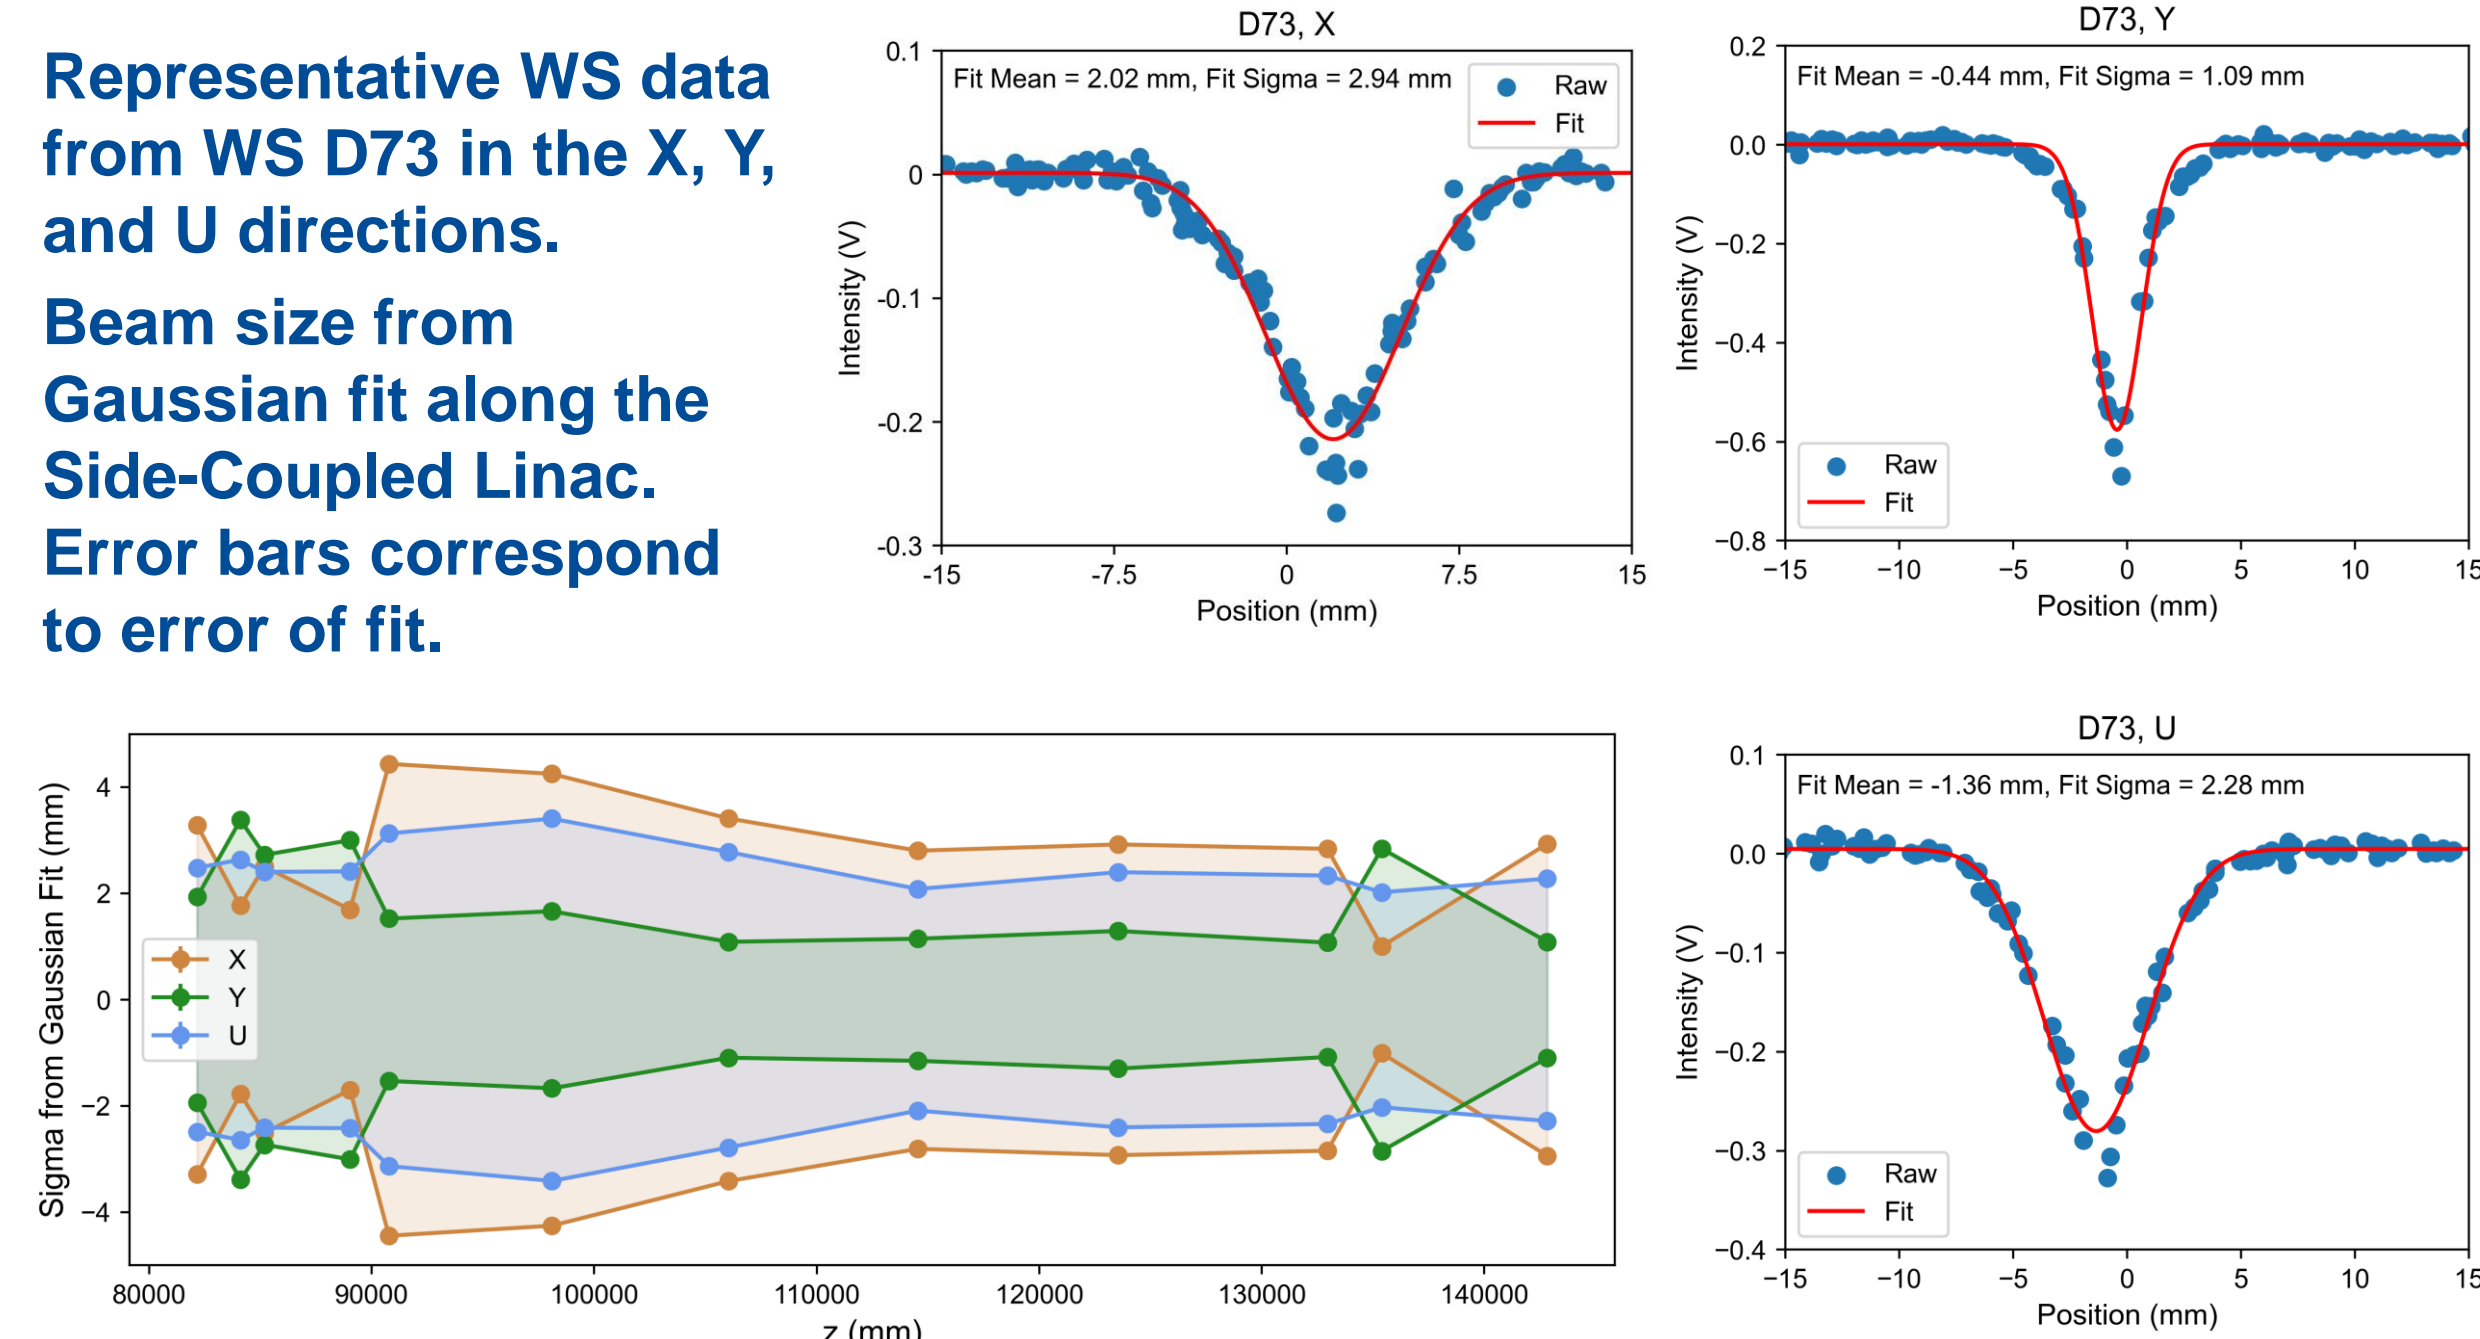 Representative WS data
from WS D73 in the X, Y,
and U directions.
Beam size from
Gaussian fit along the
Side-Coupled Linac.
Error bars correspond
to error of fit.
D73, X
Fit Mean = 2.02 mm, Fit Sigma = 2.94 mm
Raw
Fit
Intensity (V)
0.1
0
-0.1
-0.2
-0.3
-15 -7.5 0 7.5 15
Position (mm)
D73, Y
Fit Mean = -0.44 mm, Fit Sigma = 1.09 mm
Raw
Fit
Intensity (V)
0.2
0.0
−0.2
−0.4
−0.6
−0.8
−15 −10 −5 0 5 10 15
Position (mm)
Sigma from Gaussian Fit (mm)
4
2
0
−2
−4
X
Y
U
80000 90000 100000 110000 120000 130000 140000
z (mm)
D73, U
Fit Mean = -1.36 mm, Fit Sigma = 2.28 mm
Raw
Fit
Intensity (V)
0.1
0.0
−0.1
−0.2
−0.3
−0.4
−15 −10 −5 0 5 10 15
Position (mm)